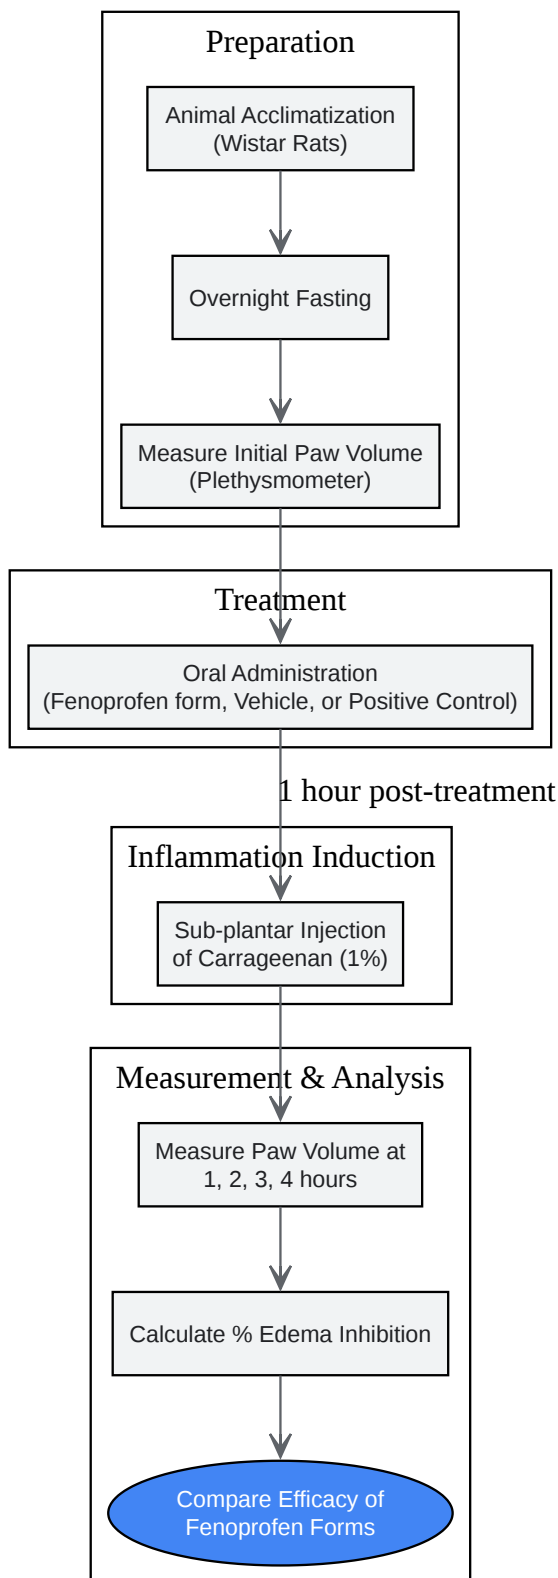 Preparation
Animal Acclimatization
(Wistar Rats)
Overnight Fasting
Measure Initial Paw Volume
(Plethysmometer)
Treatment
Oral Administration
(Fenoprofen form, Vehicle, or Positive Control)
1 hour post-treatment
Inflammation Induction
Sub-plantar Injection
of Carrageenan (1%)
Measurement & Analysis
Measure Paw Volume at
1, 2, 3, 4 hours
Calculate % Edema Inhibition
Compare Efficacy of
Fenoprofen Forms